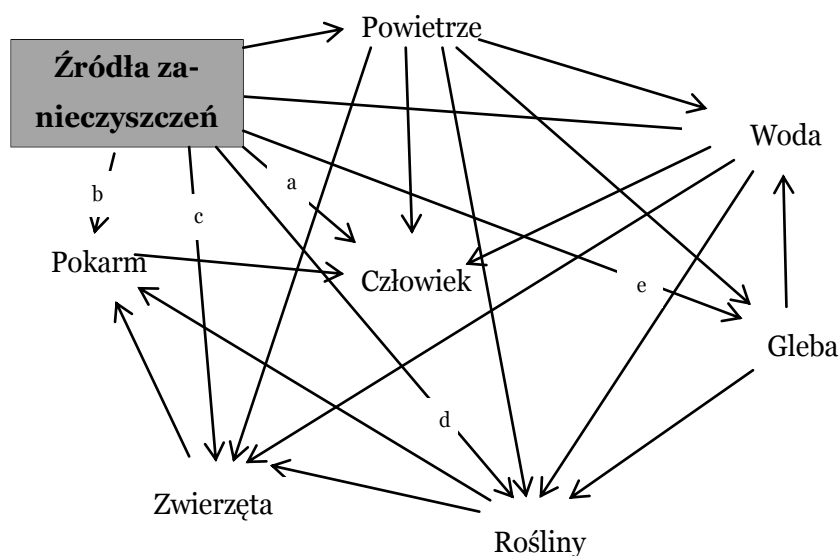 Powietrze
Źródła za-
nieczyszczeń
Woda
a
b
c
Pokarm
Człowiek
e
Gleba
d
Zwierzęta
Rośliny